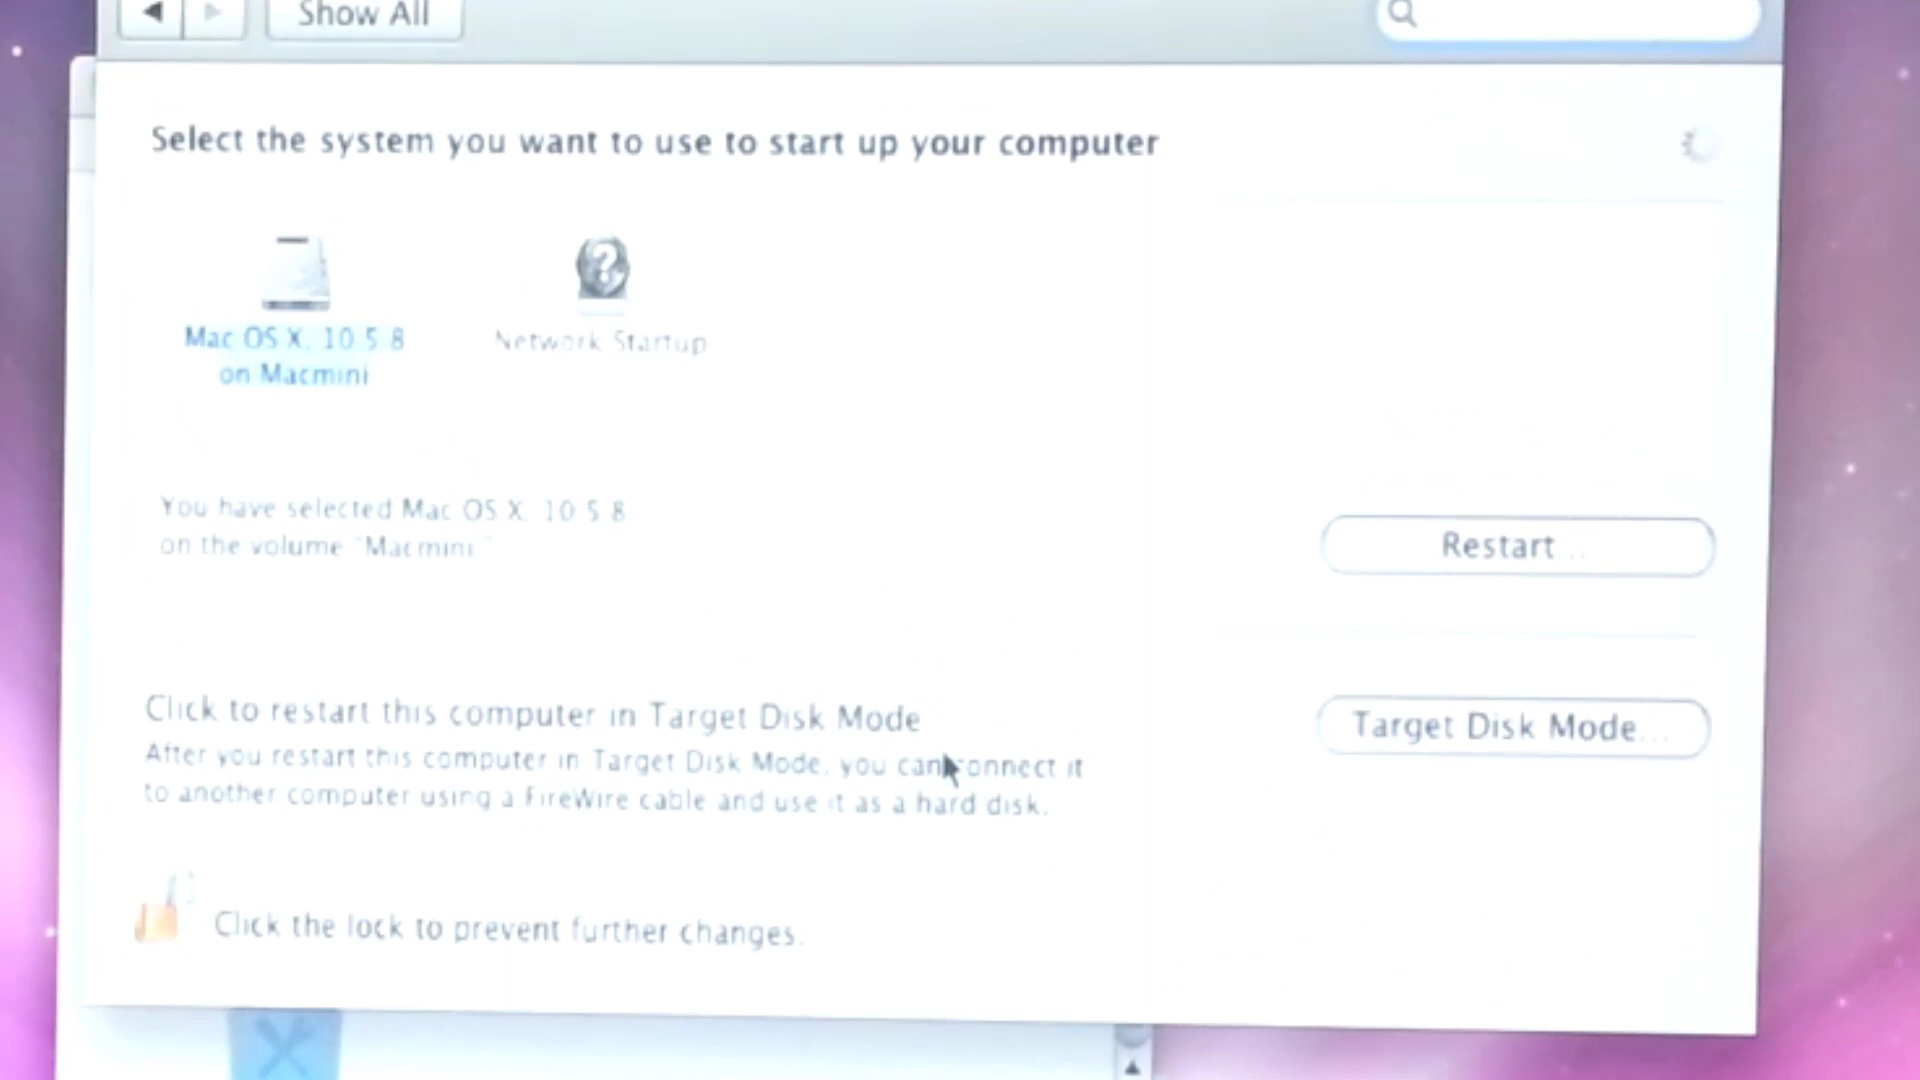 Show All
Select the system you want to use to start up your computer
Mac OS X, 10.5.8
on Macmini
Network Startup
You have selected Mac OS X, 10.5.8
on the volume "Macmini."
Restart...
Click to restart this computer in Target Disk Mode
After you restart this computer in Target Disk Mode, you can connect it
to another computer using a FireWire cable and use it as a hard disk.
Target Disk Mode...
Click the lock to prevent further changes.